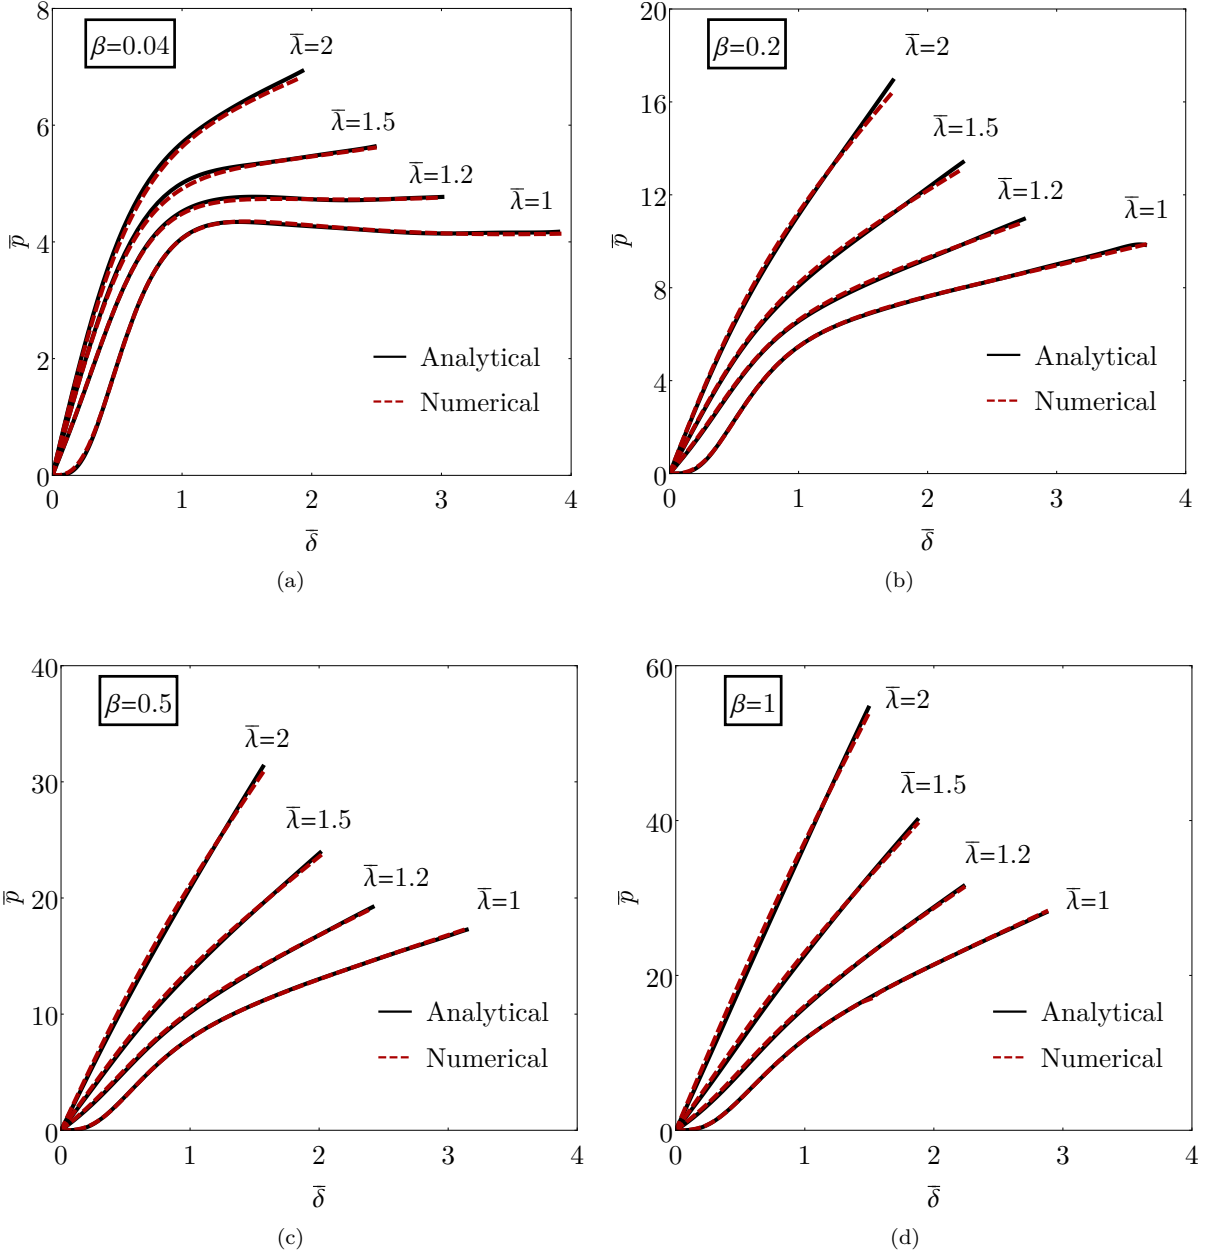 8
β=0.04
λ̅=2
6
λ̅=1.5
λ̅=1.2
λ̅=1
p̅
4
2
Analytical
Numerical
0
0 1 2 3 4
δ̅
(a)
20
β=0.2
λ̅=2
16
λ̅=1.5
12
λ̅=1.2
λ̅=1
p̅
8
Analytical
4
Numerical
0
0 1 2 3 4
δ̅
(b)
40
β=0.5
λ̅=2
30
λ̅=1.5
λ̅=1.2
λ̅=1
p̅
20
10
Analytical
Numerical
0
0 1 2 3 4
δ̅
(c)
60
β=1
λ̅=2
λ̅=1.5
40
λ̅=1.2
λ̅=1
p̅
20
Analytical
Numerical
0
0 1 2 3 4
δ̅
(d)